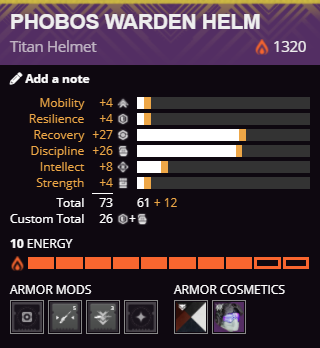 PHOBOS WARDEN HELM
Titan Helmet 1320
Add a note
Mobility +4
Resilience +4
Recovery +27
Discipline +26
Intellect +8
Strength +4
Total 73 61 + 12
Custom Total 26 +
10 ENERGY
ARMOR MODS ARMOR COSMETICS